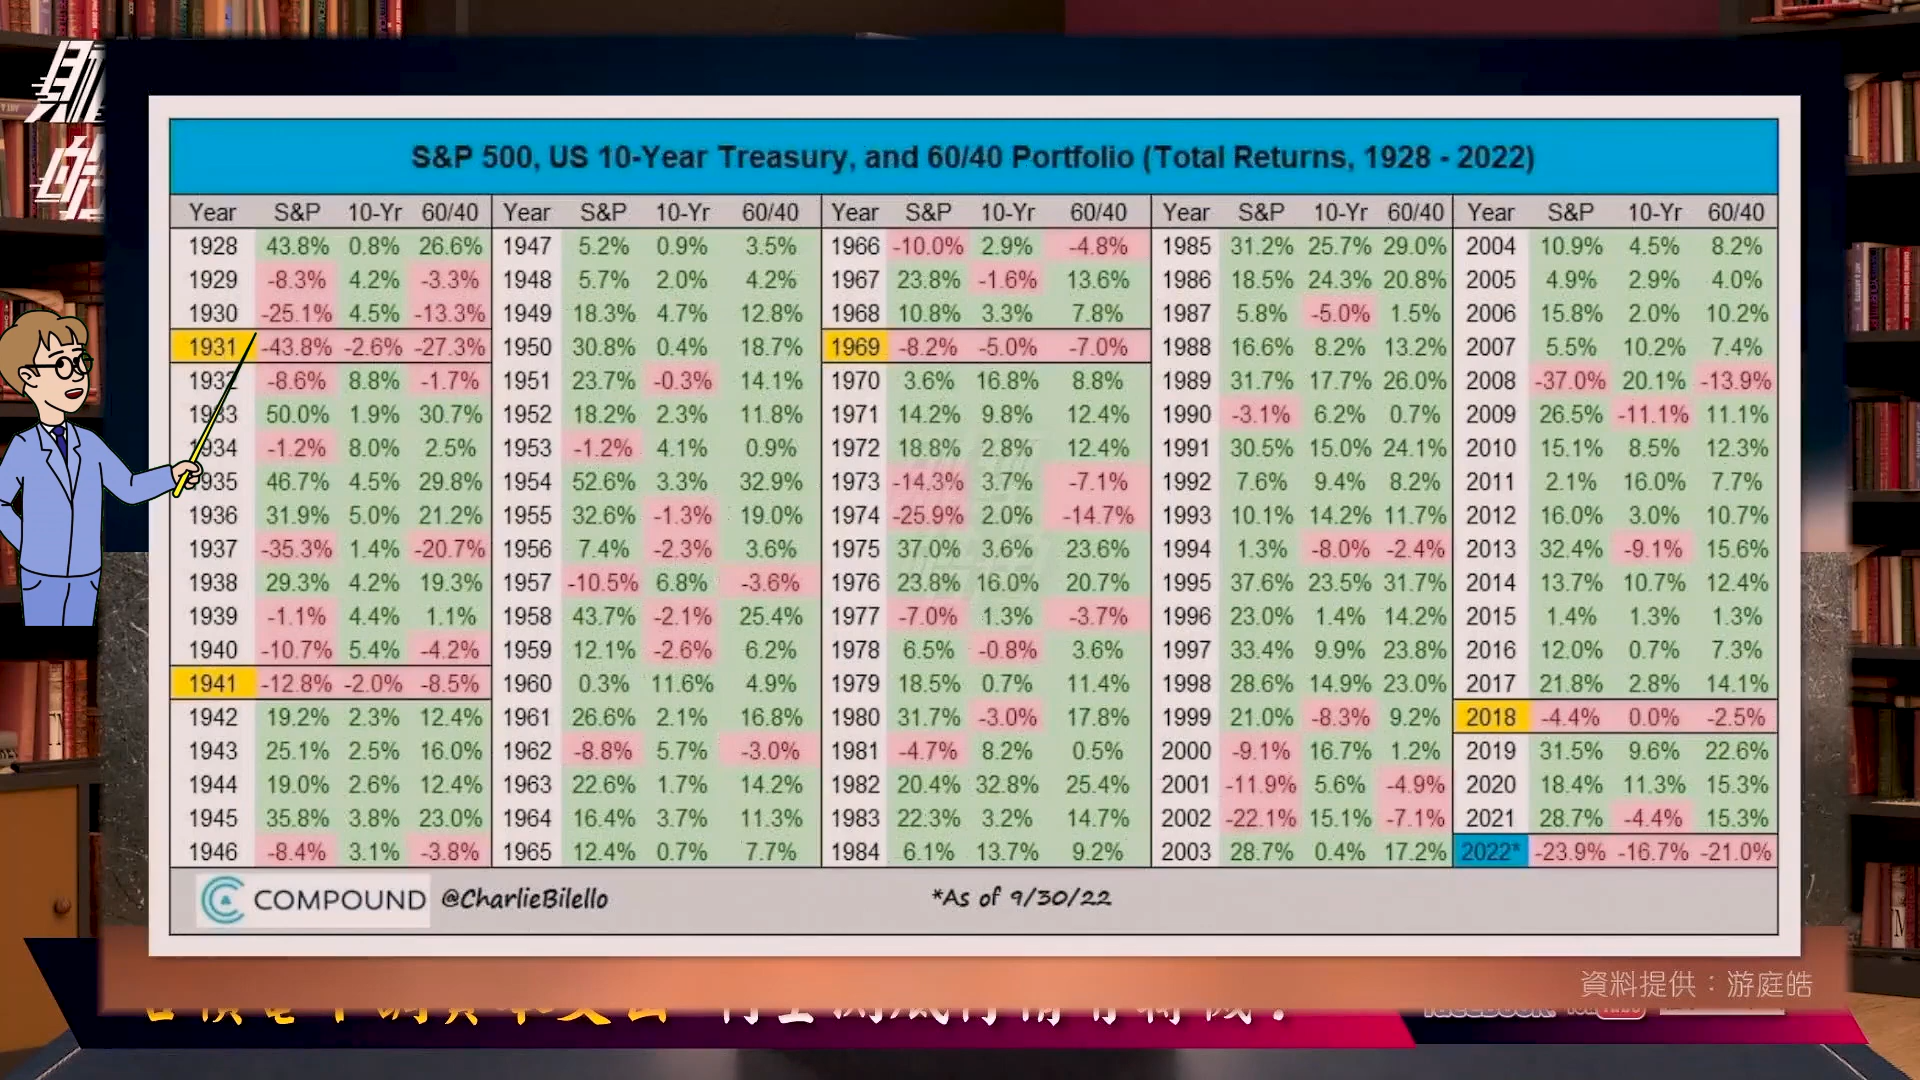 財
的
S&P 500, US 10-Year Treasury, and 60/40 Portfolio (Total Returns, 1928 - 2022)
Year S&P 10-Yr 60/40 Year S&P 10-Yr 60/40 Year S&P 10-Yr 60/40 Year S&P 10-Yr 60/40 Year S&P 10-Yr 60/40
1928 43.8% 0.8% 26.6% 1947 5.2% 0.9% 3.5% 1966 -10.0% 2.9% -4.8% 1985 31.2% 25.7% 29.0% 2004 10.9% 4.5% 8.2%
1929 -8.3% 4.2% -3.3% 1948 5.7% 2.0% 4.2% 1967 23.8% -1.6% 13.6% 1986 18.5% 24.3% 20.8% 2005 4.9% 2.9% 4.0%
1930 -25.1% 4.5% -13.3% 1949 18.3% 4.7% 12.8% 1968 10.8% 3.3% 7.8% 1987 5.8% -5.0% 1.5% 2006 15.8% 2.0% 10.2%
1931 -43.8% -2.6% -27.3% 1950 30.8% 0.4% 18.7% 1969 -8.2% -5.0% -7.0% 1988 16.6% 8.2% 13.2% 2007 5.5% 10.2% 7.4%
1932 -8.6% 8.8% -1.7% 1951 23.7% -0.3% 14.1% 1970 3.6% 16.8% 8.8% 1989 31.7% 17.7% 26.0% 2008 -37.0% 20.1% -13.9%
1933 50.0% 1.9% 30.7% 1952 18.2% 2.3% 11.8% 1971 14.2% 9.8% 12.4% 1990 -3.1% 6.2% 0.7% 2009 26.5% -11.1% 11.1%
1934 -1.2% 8.0% 2.5% 1953 -1.2% 4.1% 0.9% 1972 18.8% 2.8% 12.4% 1991 30.5% 15.0% 24.1% 2010 15.1% 8.5% 12.3%
1935 46.7% 4.5% 29.8% 1954 52.6% 3.3% 32.9% 1973 -14.3% 3.7% -7.1% 1992 7.6% 9.4% 8.2% 2011 2.1% 16.0% 7.7%
1936 31.9% 5.0% 21.2% 1955 32.6% -1.3% 19.0% 1974 -25.9% 2.0% -14.7% 1993 10.1% 14.2% 11.7% 2012 16.0% 3.0% 10.7%
1937 -35.3% 1.4% -20.7% 1956 7.4% -2.3% 3.6% 1975 37.0% 3.6% 23.6% 1994 1.3% -8.0% -2.4% 2013 32.4% -9.1% 15.6%
1938 29.3% 4.2% 19.3% 1957 -10.5% 6.8% -3.6% 1976 23.8% 16.0% 20.7% 1995 37.6% 23.5% 31.7% 2014 13.7% 10.7% 12.4%
1939 -1.1% 4.4% 1.1% 1958 43.7% -2.1% 25.4% 1977 -7.0% 1.3% -3.7% 1996 23.0% 1.4% 14.2% 2015 1.4% 1.3% 1.3%
1940 -10.7% 5.4% -4.2% 1959 12.1% -2.6% 6.2% 1978 6.5% -0.8% 3.6% 1997 33.4% 9.9% 23.8% 2016 12.0% 0.7% 7.3%
1941 -12.8% -2.0% -8.5% 1960 0.3% 11.6% 4.9% 1979 18.5% 0.7% 11.4% 1998 28.6% 14.9% 23.0% 2017 21.8% 2.8% 14.1%
1942 19.2% 2.3% 12.4% 1961 26.6% 2.1% 16.8% 1980 31.7% -3.0% 17.8% 1999 21.0% -8.3% 9.2% 2018 -4.4% 0.0% -2.5%
1943 25.1% 2.5% 16.0% 1962 -8.8% 5.7% -3.0% 1981 -4.7% 8.2% 0.5% 2000 -9.1% 16.7% 1.2% 2019 31.5% 9.6% 22.6%
1944 19.0% 2.6% 12.4% 1963 22.6% 1.7% 14.2% 1982 20.4% 32.8% 25.4% 2001 -11.9% 5.6% -4.9% 2020 18.4% 11.3% 15.3%
1945 35.8% 3.8% 23.0% 1964 16.4% 3.7% 11.3% 1983 22.3% 3.2% 14.7% 2002 -22.1% 15.1% -7.1% 2021 28.7% -4.4% 15.3%
1946 -8.4% 3.1% -3.8% 1965 12.4% 0.7% 7.7% 1984 6.1% 13.7% 9.2% 2003 28.7% 0.4% 17.2% 2022* -23.9% -16.7% -21.0%
COMPOUND @CharlieBilello *As of 9/30/22
資料提供：游庭皓